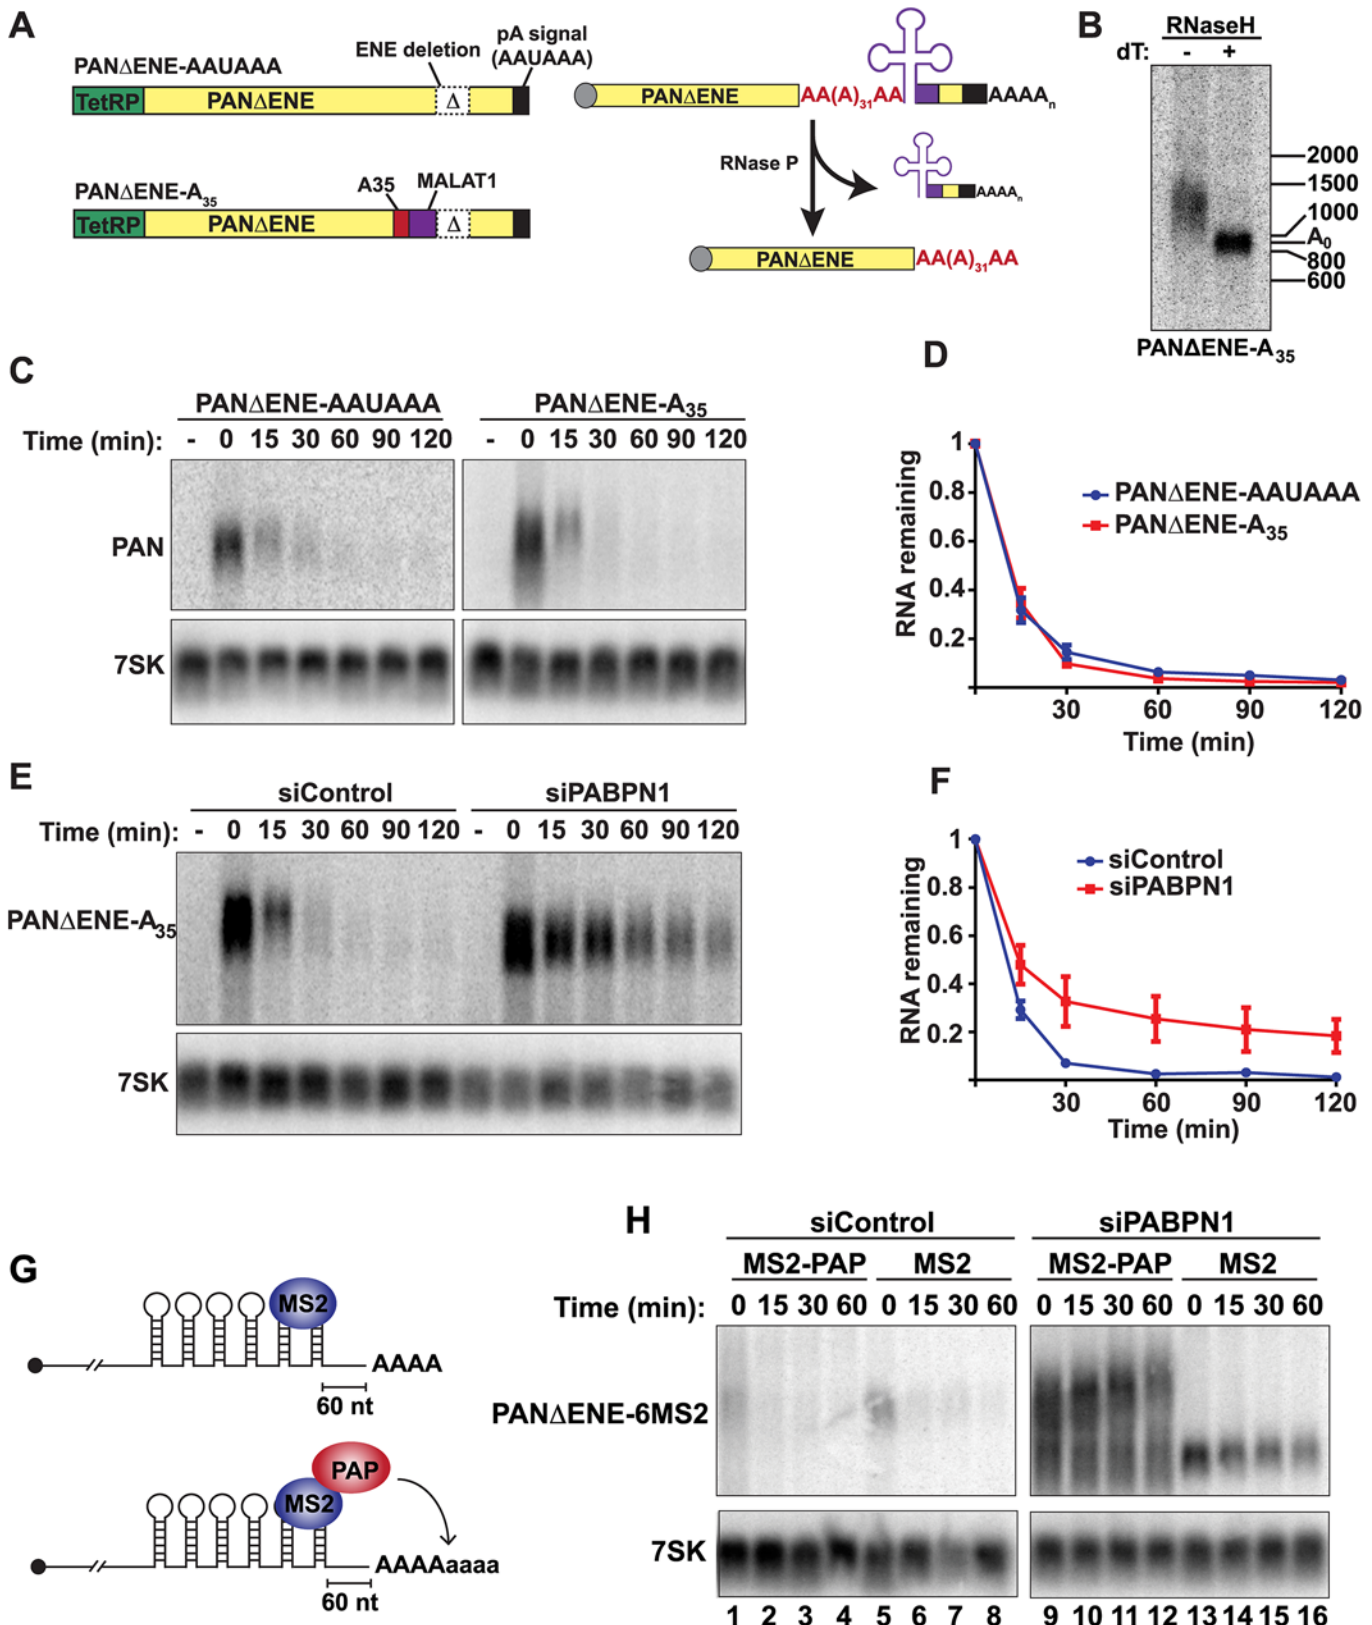 A
PANΔENE-AAUAAA
ENE deletion
pA signal
(AAUAAA)
TetRP
PANΔENE
Δ
PANΔENE-A35
A35
MALAT1
TetRP
PANΔENE
Δ
PANΔENE
AA(A)31AA
AAAAn
RNase P
AAAAn
PANΔENE
AA(A)31AA
B
RNaseH
dT: - +
2000
1500
1000
A0
800
600
PANΔENE-A35
C
PANΔENE-AAUAAA
PANΔENE-A35
Time (min): - 0 15 30 60 90 120 - 0 15 30 60 90 120
PAN
7SK
D
RNA remaining
1
0.8
0.6
0.4
0.2
PANΔENE-AAUAAA
PANΔENE-A35
30 60 90 120
Time (min)
E
siControl
siPABPN1
Time (min): - 0 15 30 60 90 120 - 0 15 30 60 90 120
PANΔENE-A35
7SK
F
RNA remaining
1
0.8
0.6
0.4
0.2
siControl
siPABPN1
30 60 90 120
Time (min)
G
MS2
AAAA
60 nt
PAP
MS2
AAAAaaaa
60 nt
H
siControl
siPABPN1
MS2-PAP MS2 MS2-PAP MS2
Time (min): 0 15 30 60 0 15 30 60 0 15 30 60 0 15 30 60
PANΔENE-6MS2
7SK
1 2 3 4 5 6 7 8 9 10 11 12 13 14 15 16